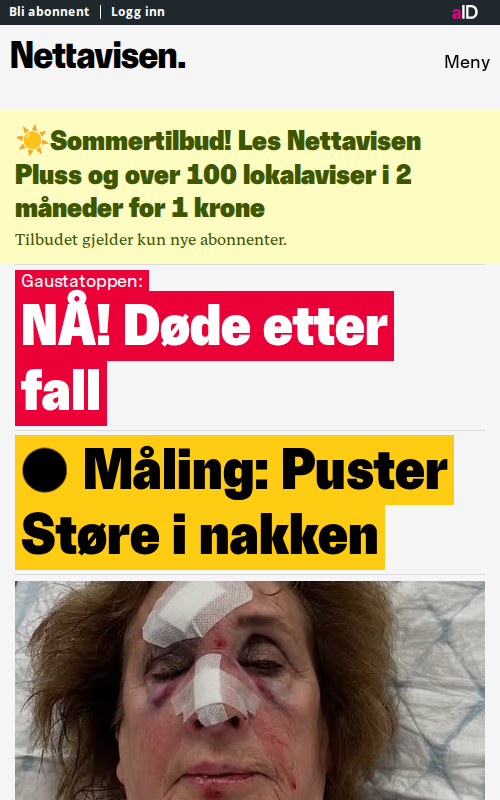 Bli abonnent | Logg inn
aID
Nettavisen.
Meny
☀️Sommertilbud! Les Nettavisen
Pluss og over 100 lokalaviser i 2
måneder for 1 krone
Tilbudet gjelder kun nye abonnenter.
Gaustatoppen:
NÅ! Døde etter
fall
● Måling: Puster
Støre i nakken